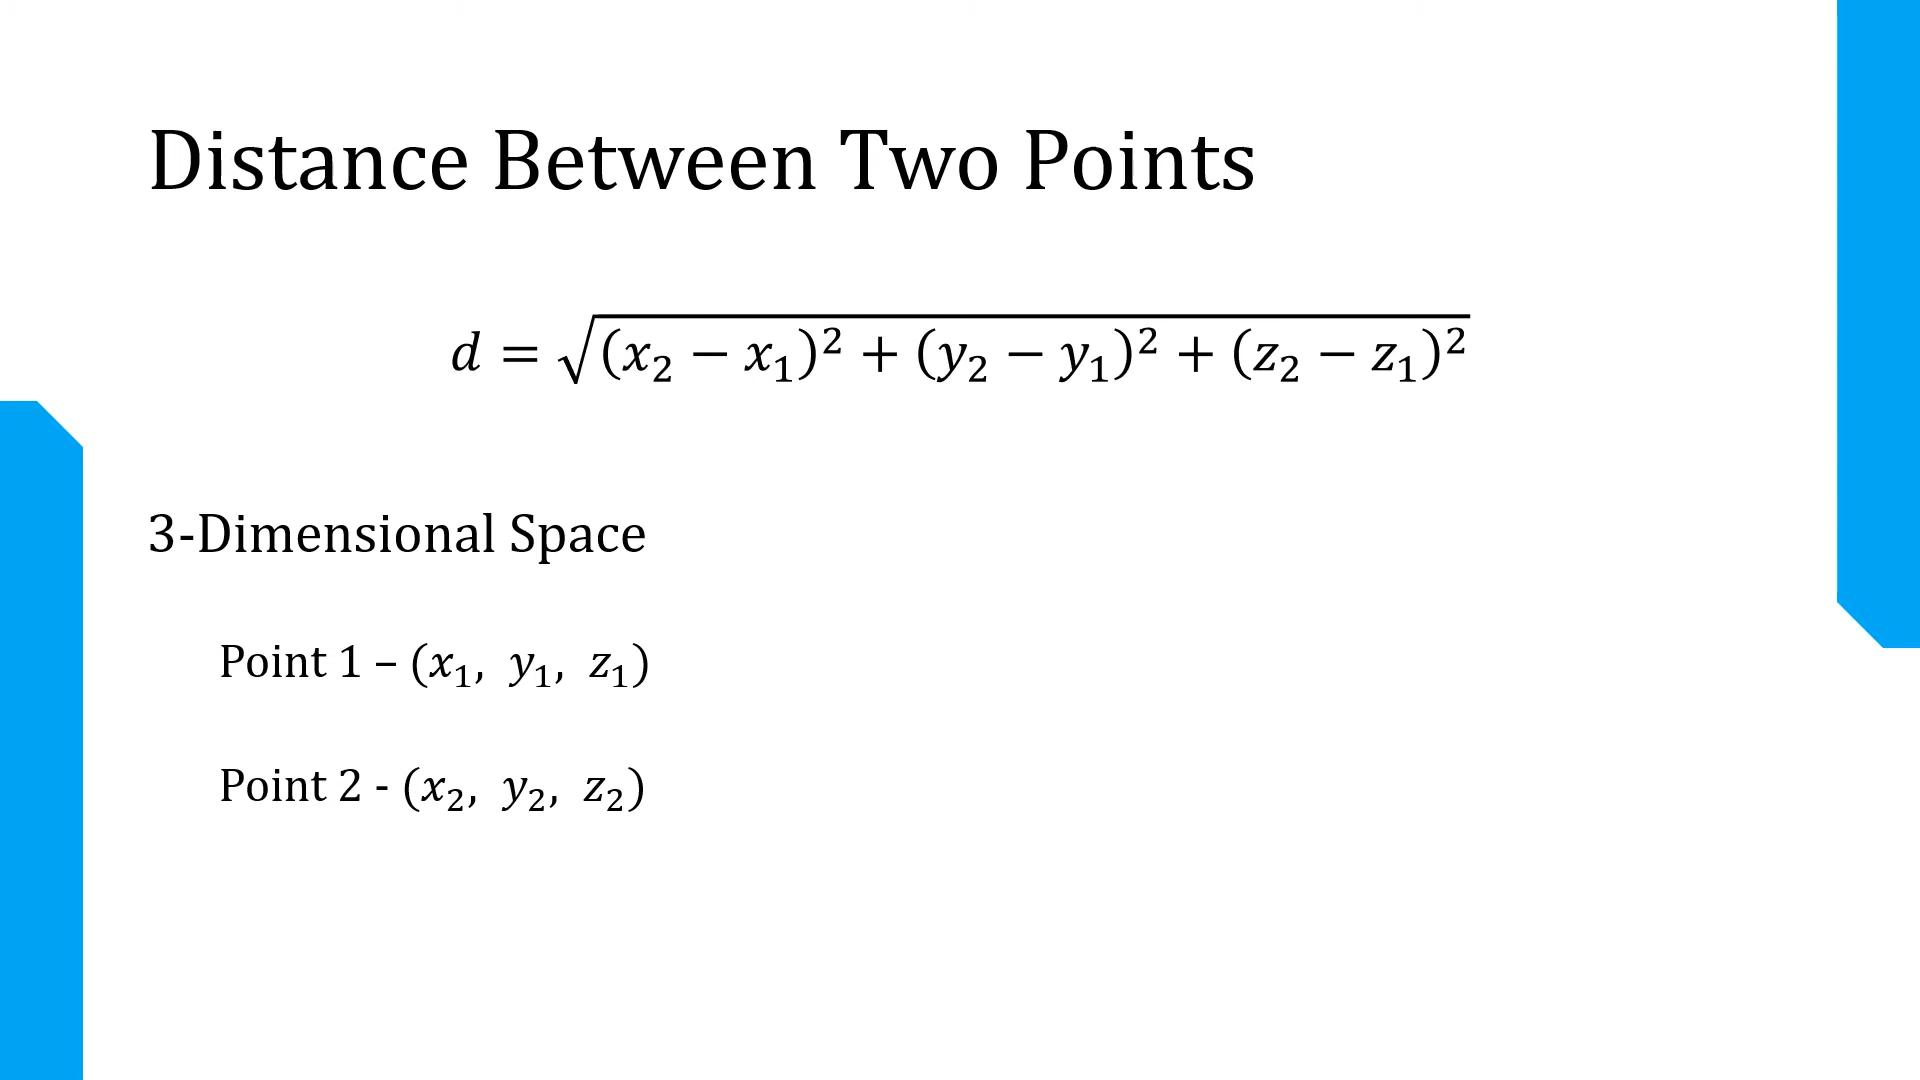 Distance Between Two Points
d = √(x₂ − x₁)² + (y₂ − y₁)² + (z₂ − z₁)²
3-Dimensional Space
Point 1 – (x₁, y₁, z₁)
Point 2 - (x₂, y₂, z₂)